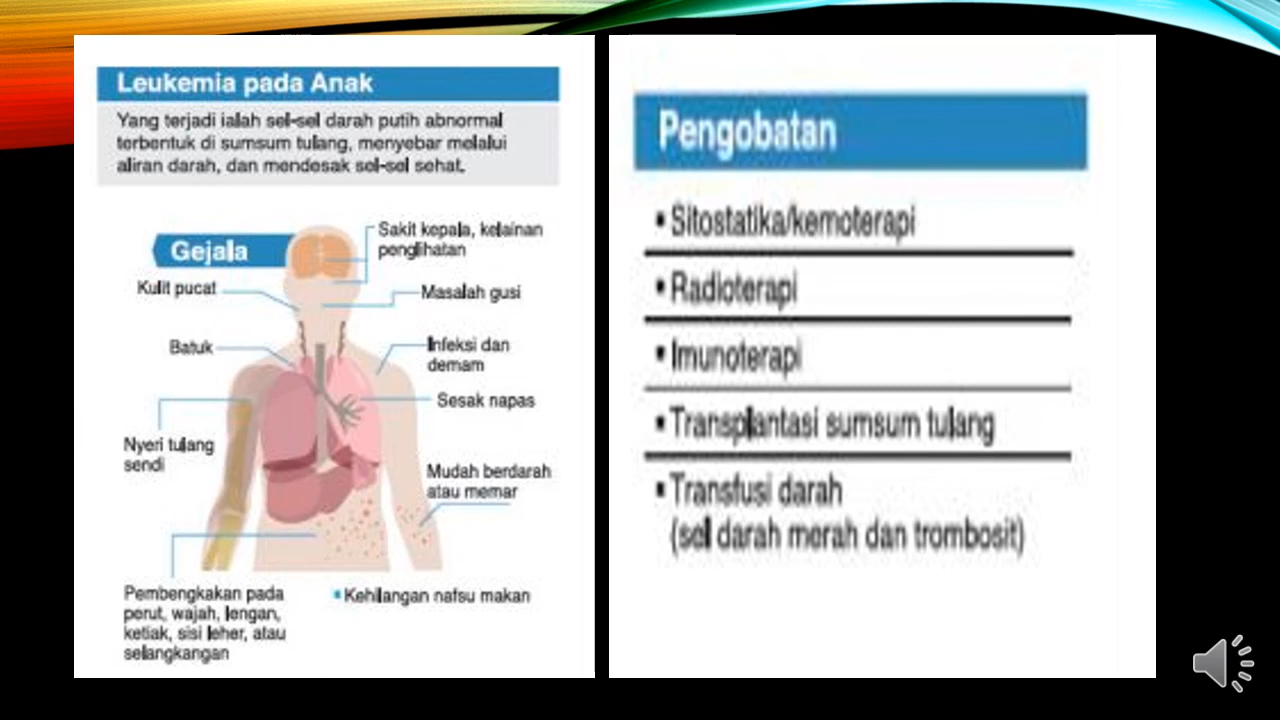 Leukemia pada Anak
Yang terjadi ialah sel-sel darah putih abnormal
terbentuk di sumsum tulang, menyebar melalui
aliran darah, dan mendesak sel-sel sehat.
Gejala
Sakit kepala, kelainan
penglihatan
Kulit pucat
Masalah gusi
Batuk
Infeksi dan
demam
Sesak napas
Nyeri tulang
sendi
Mudah berdarah
atau memar
Pembengkakan pada
perut, wajah, lengan,
ketiak, sisi leher, atau
selangkangan
▪ Kehilangan nafsu makan
Pengobatan
▪ Sitostatika/kemoterapi
▪ Radioterapi
▪ Imunoterapi
▪ Transplantasi sumsum tulang
▪ Transfusi darah
(sel darah merah dan trombosit)